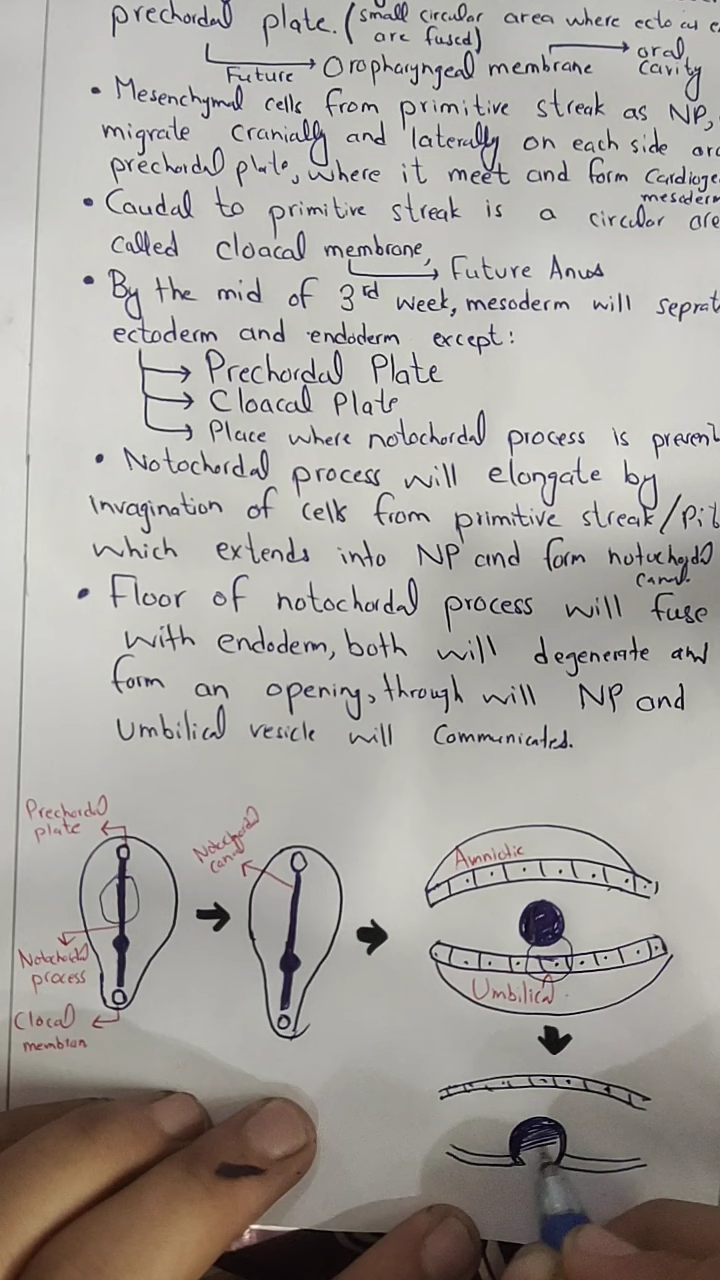 prechordal plate. (small circular area where ecto
are fused)
Future → Oropharyngeal membrane → oral cavity
• Mesenchymal cells from primitive streak as NP,
migrate cranially and laterally on each side
prechordal plate, where it meet and form
mesoderm
• Caudal to primitive streak is a circular
called cloacal membrane,
→ Future Anus
• By the mid of 3rd week, mesoderm will
ectoderm and endoderm except:
→ Prechordal Plate
→ Cloacal Plate
→ Place where notochordal process is present
• Notochordal process will elongate by
invagination of cells from primitive streak/Pit
which extends into NP and form notochordal
canal.
• Floor of notochordal process will fuse
with endoderm, both will degenerate and
form an opening, through will NP and
Umbilical vesicle will Communicated.
Prechordal
plate
Notochordal
canal
Amniotic
Notochordal
process
Umbilical
Clocal
membran